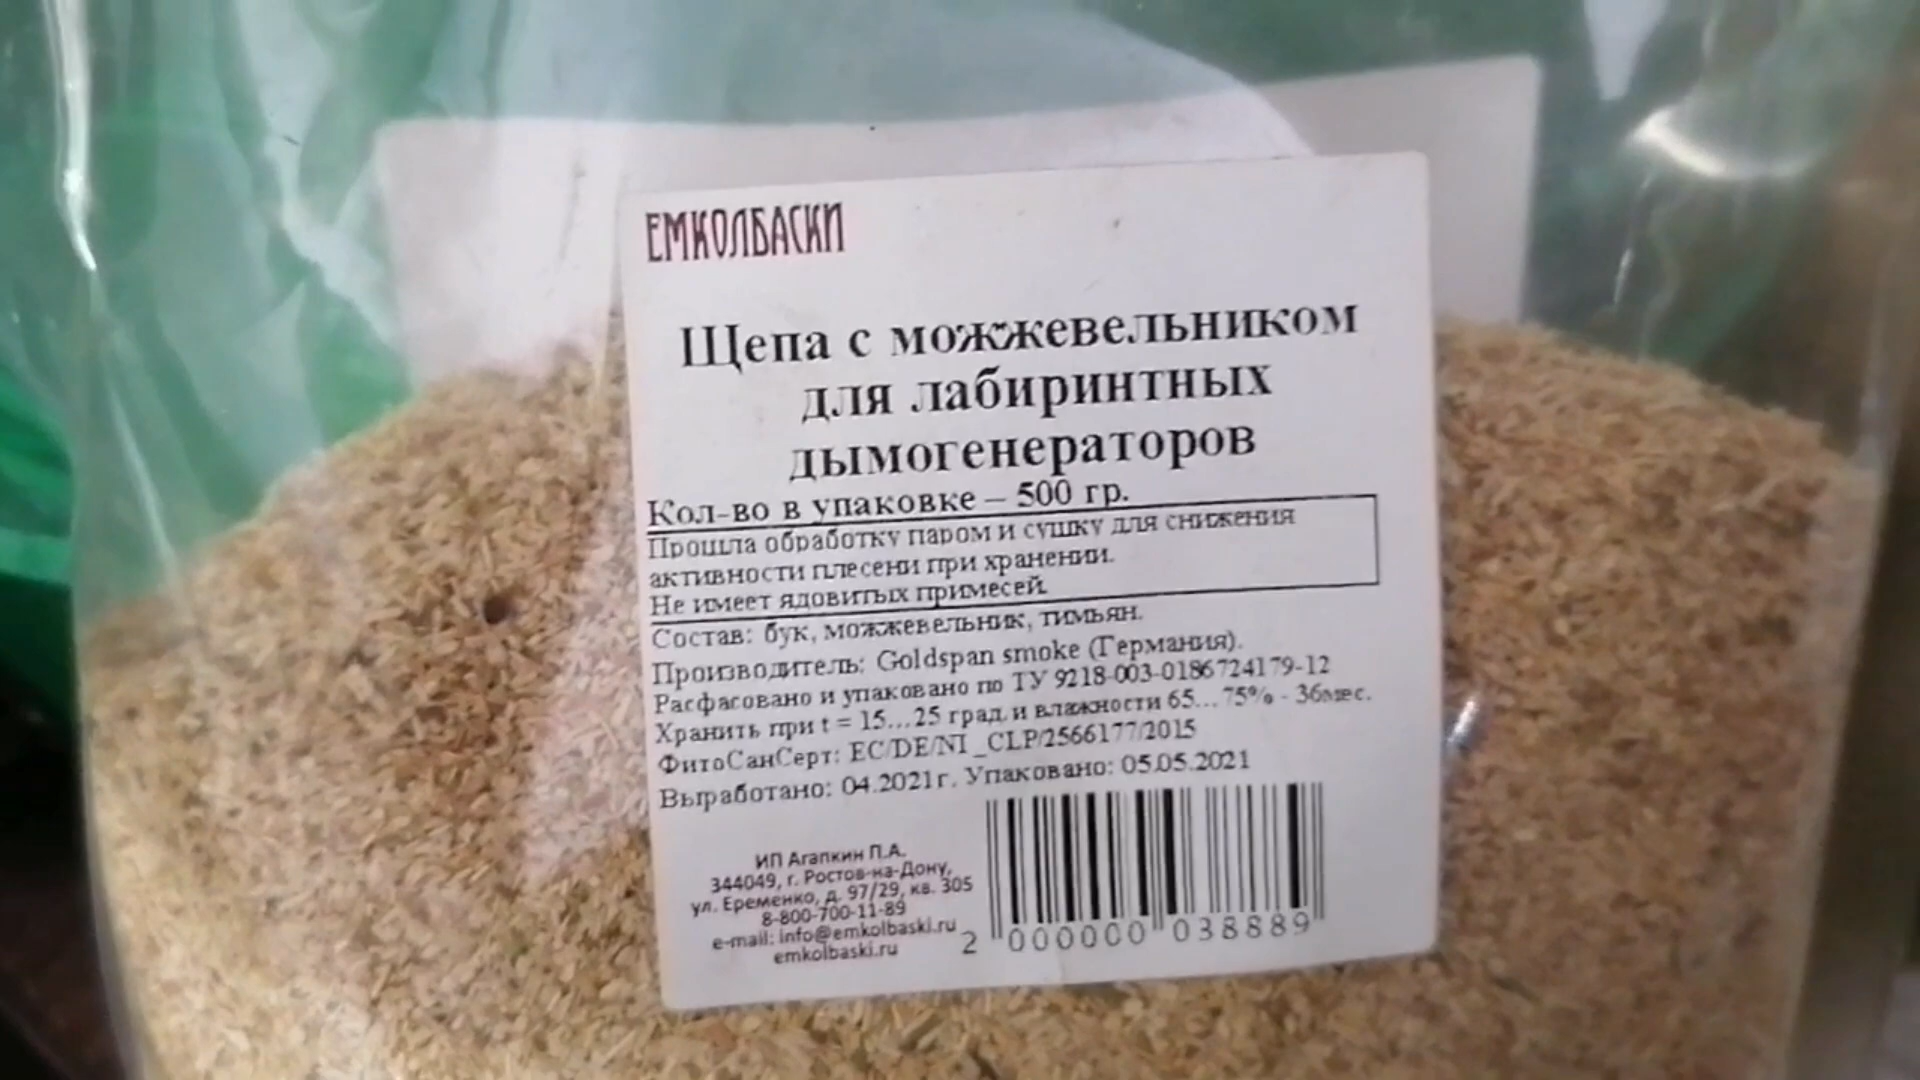 ЕМКОЛБАСКИ
Щепа с можжевельником
для лабиринтных
дымогенераторов
Кол-во в упаковке – 500 гр.
Прошла обработку паром и сушку для снижения
активности плесени при хранении.
Не имеет ядовитых примесей.
Состав: бук, можжевельник, тимьян.
Производитель: Goldspan smoke (Германия).
Расфасовано и упаковано по ТУ 9218-003-0186724179-12
Хранить при t = 15...25 град. и влажности 65...75% - 36мес.
ФитоСанСерт: EC/DE/NI_CLP/2566177/2015
Выработано: 04.2021г. Упаковано: 05.05.2021
ИП Агапкин П.А.
344049, г. Ростов-на-Дону,
ул. Еременко, д. 97/29, кв. 305
8-800-700-11-89
e-mail: info@emkolbaski.ru
emkolbaski.ru
2 000000 038889